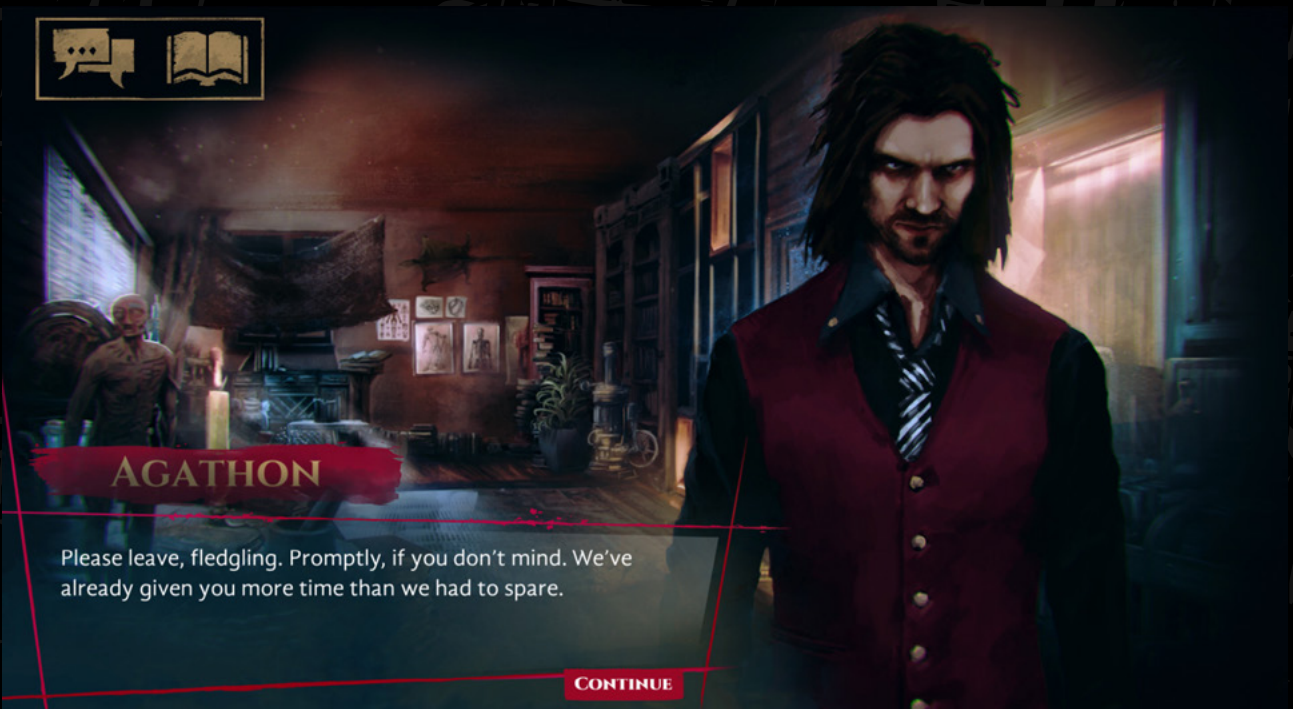 AGATHON
Please leave, fledgling. Promptly, if you don't mind. We've
already given you more time than we had to spare.
CONTINUE